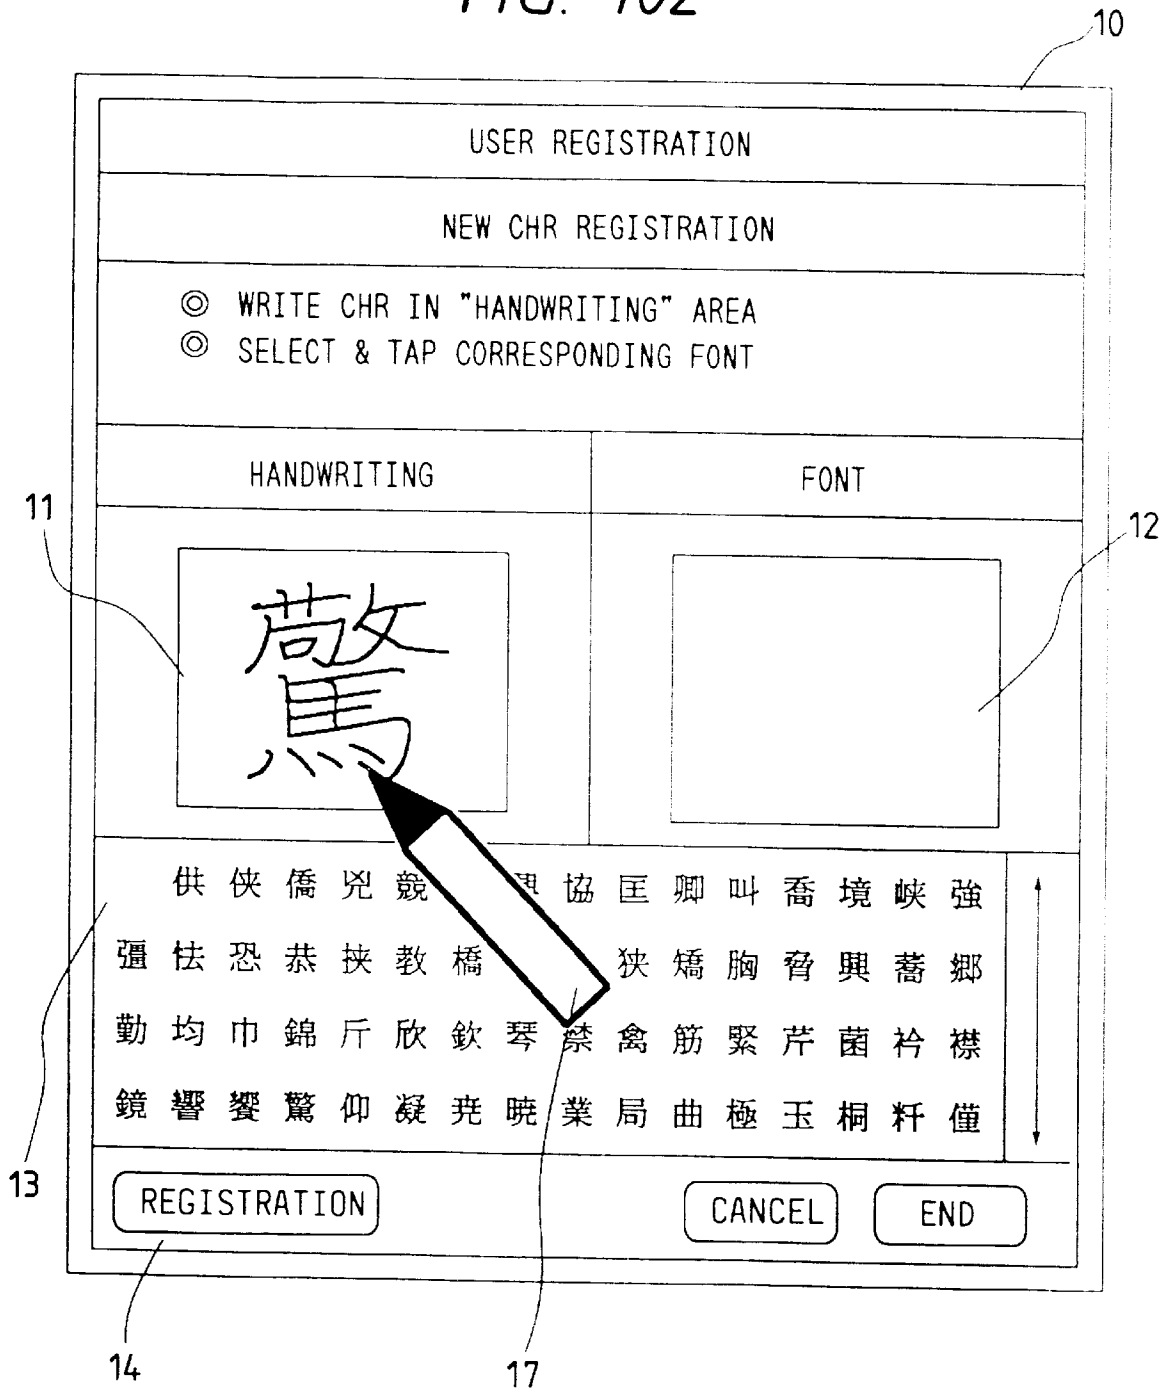 FIG. 102
10
USER REGISTRATION
NEW CHR REGISTRATION
◎ WRITE CHR IN "HANDWRITING" AREA
◎ SELECT & TAP CORRESPONDING FONT
HANDWRITING FONT
11
12
驚
供 侠 僑 兇 競 協 匡 卿 叫 喬 境 峡 強
彊 怯 恐 恭 挟 教 橋 狭 矯 胸 脅 興 蕎 郷
勤 均 巾 錦 斤 欣 欽 琴 禁 禽 筋 緊 芹 菌 衿 襟
鏡 響 饗 驚 仰 凝 尭 暁 業 局 曲 極 玉 桐 粁 僅
13
REGISTRATION CANCEL END
14
17